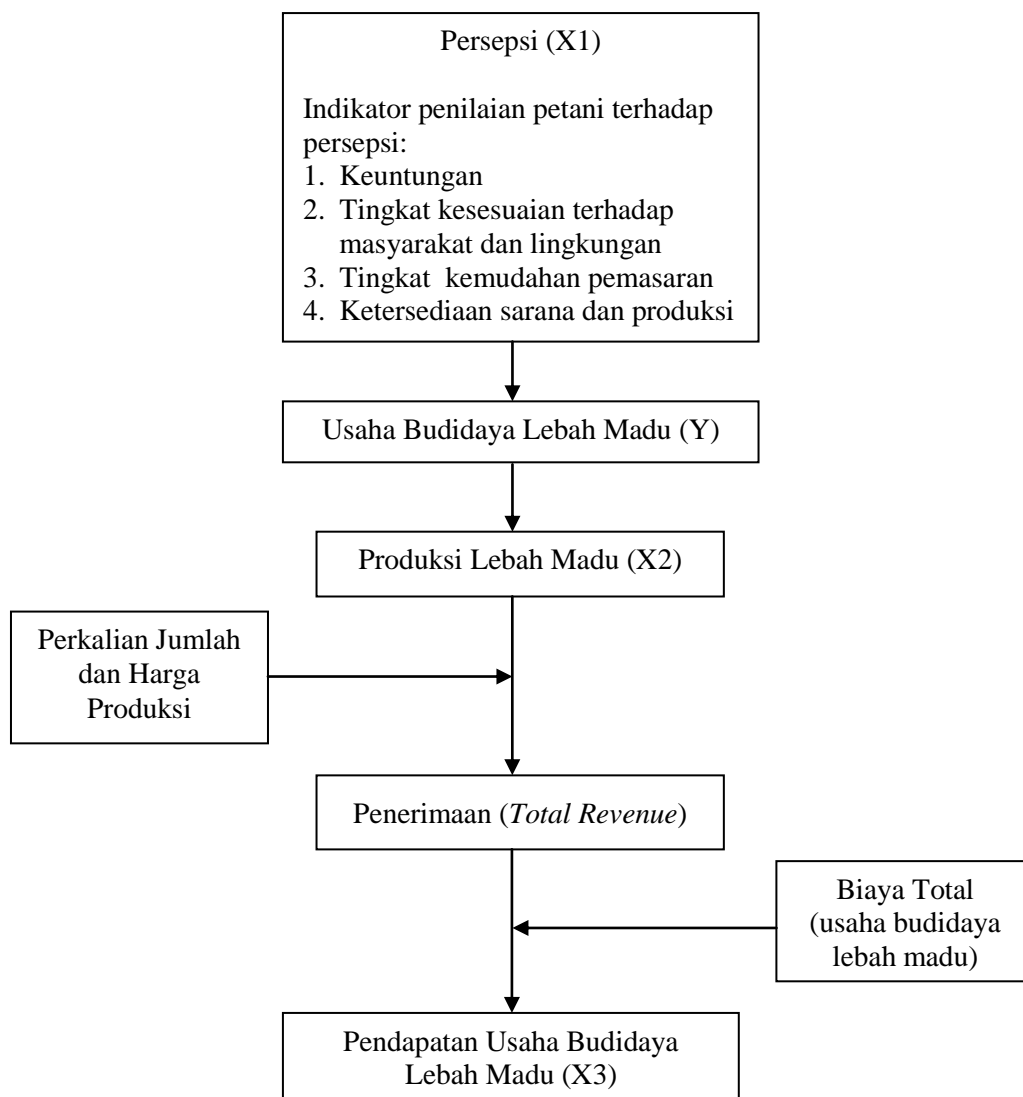 Persepsi (X1)
Indikator penilaian petani terhadap
persepsi:
1. Keuntungan
2. Tingkat kesesuaian terhadap
masyarakat dan lingkungan
3. Tingkat kemudahan pemasaran
4. Ketersediaan sarana dan produksi
Usaha Budidaya Lebah Madu (Y)
Produksi Lebah Madu (X2)
Perkalian Jumlah
dan Harga
Produksi
Penerimaan (Total Revenue)
Biaya Total
(usaha budidaya
lebah madu)
Pendapatan Usaha Budidaya
Lebah Madu (X3)